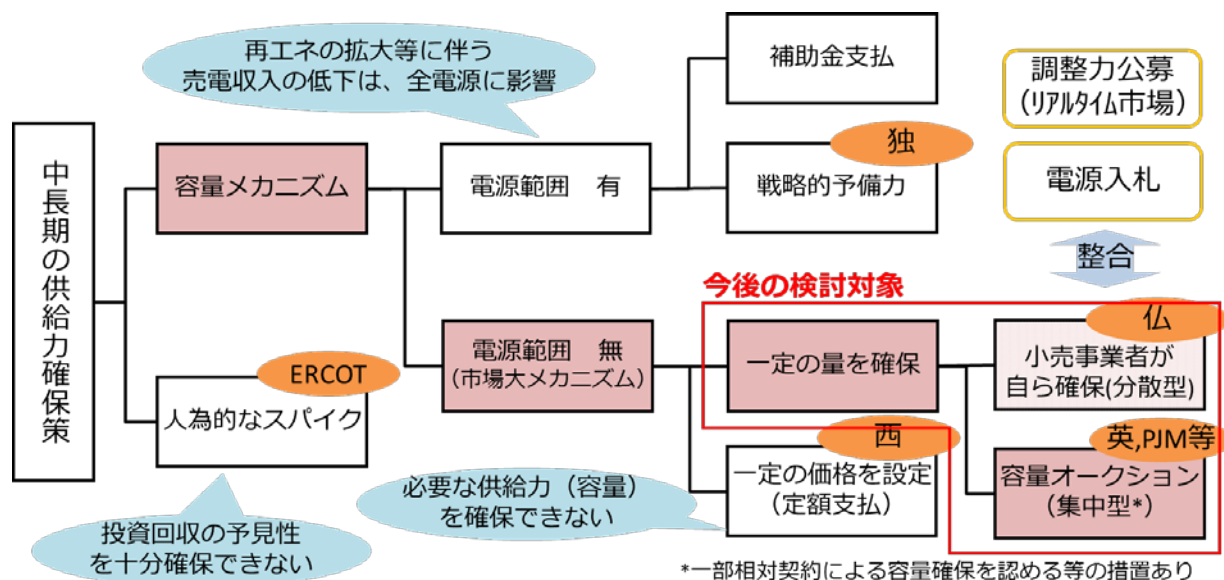 再エネの拡大等に伴う
売電収入の低下は、全電源に影響
中長期の供給力確保策
容量メカニズム
人為的なスパイク
ERCOT
投資回収の予見性
を十分確保できない
電源範囲　有
電源範囲　無
(市場大メカニズム)
補助金支払
戦略的予備力
独
調整力公募
(リアルタイム市場)
電源入札
整合
今後の検討対象
一定の量を確保
一定の価格を設定
(定額支払)
西
必要な供給力（容量）
を確保できない
仏
小売事業者が
自ら確保(分散型)
英,PJM等
容量オークション
(集中型*)
*一部相対契約による容量確保を認める等の措置あり